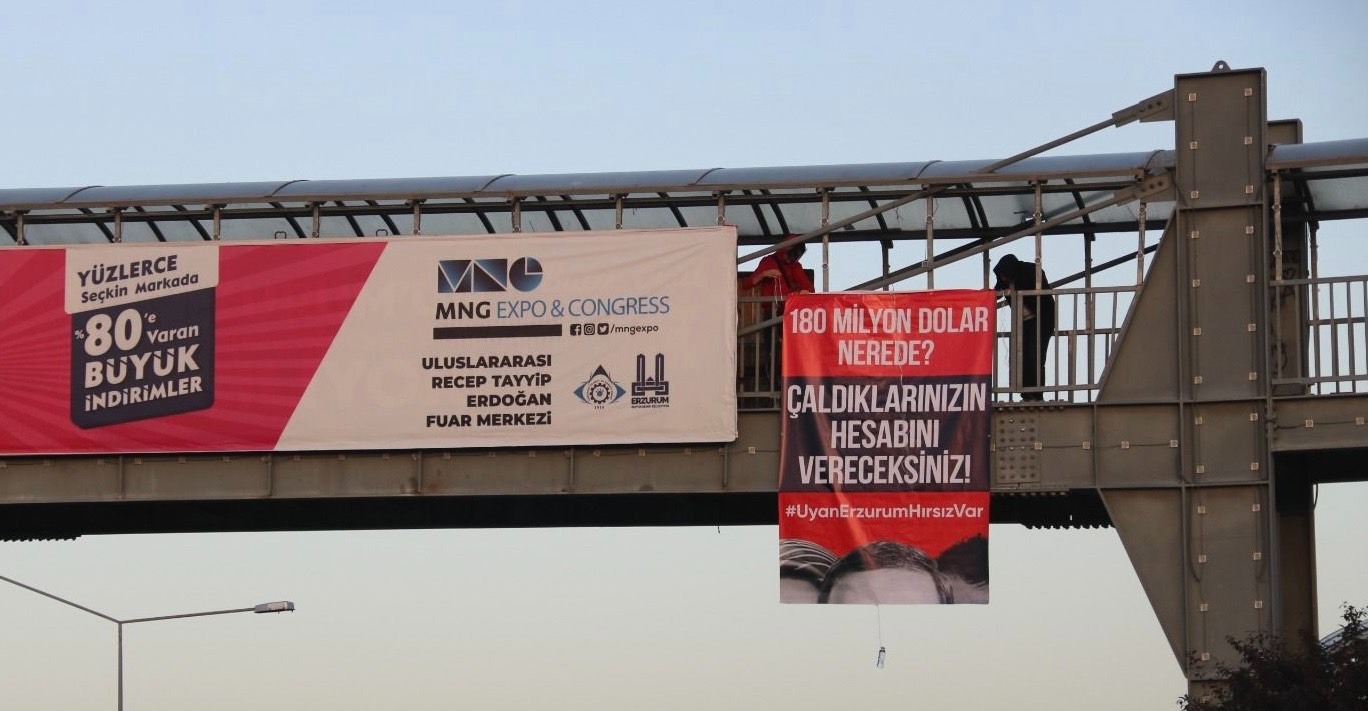 YÜZLERCE
Seçkin Markada
%80'e
Varan
BÜYÜK
İNDİRİMLER
MNG
MNG EXPO & CONGRESS
/mngexpo
ULUSLARARASI
RECEP TAYYİP
ERDOĞAN
FUAR MERKEZİ
ERZURUM
180 MİLYON DOLAR
NEREDE?
ÇALDIKLARINIZIN
HESABINI
VERECEKSİNİZ!
#UyanErzurumHırsızVar